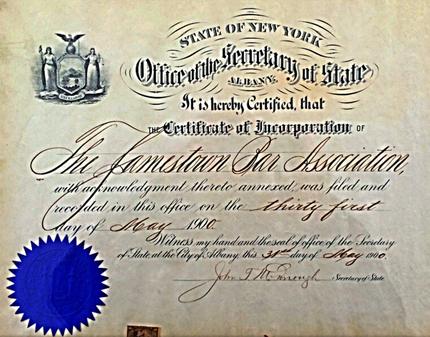 STATE OF NEW YORK
Office of the Secretary of State
ALBANY.
It is hereby Certified, that
THE Certificate of Incorporation OF
The Jamestown Bar Association,
with acknowledgment thereto annexed, was filed and
recorded in this office on the thirty first
day of May 1900.
Witness my hand and the seal of office of the Secretary
of State, at the City of Albany, this 31st day of May 1900.
John T. McDonough Secretary of State